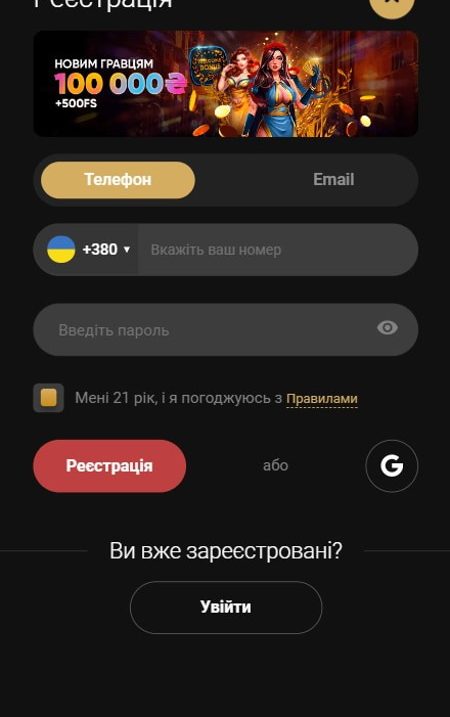 Реєстрація
НОВИМ ГРАВЦЯМ
100 000₴
+500FS
Телефон
Email
+380
Вкажіть ваш номер
Введіть пароль
Мені 21 рік, і я погоджуюсь з Правилами
Реєстрація
або
G
Ви вже зареєстровані?
Увійти